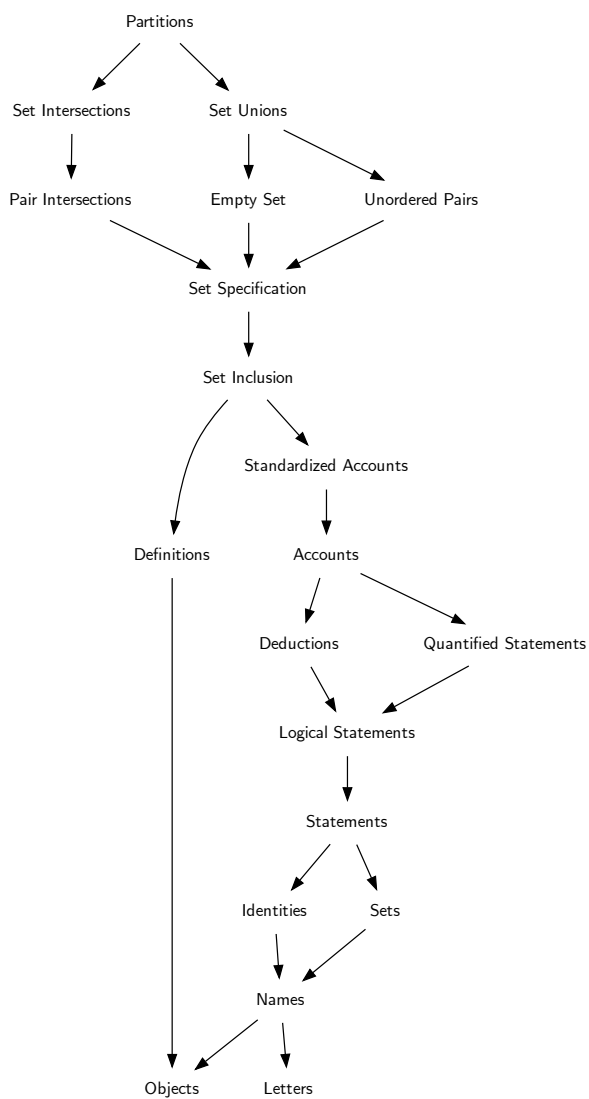 Partitions
Set Intersections
Set Unions
Pair Intersections
Empty Set
Unordered Pairs
Set Specification
Set Inclusion
Standardized Accounts
Definitions
Accounts
Deductions
Quantified Statements
Logical Statements
Statements
Identities
Sets
Names
Objects
Letters